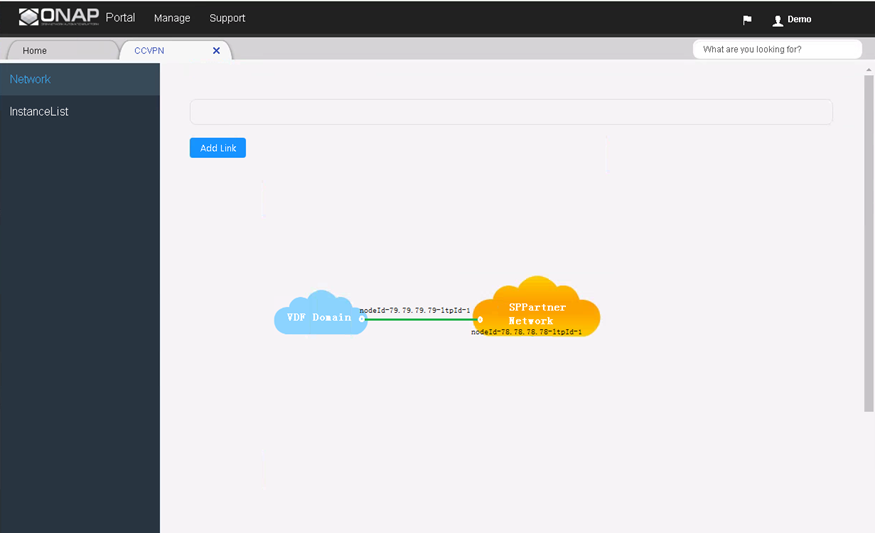 ONAP Portal Manage Support Demo
Home CCVPN What are you looking for?
Network
InstanceList
Add Link
nodeId-79.79.79.79-ltpId-1
VDF Domain
SPPartner
Network
nodeId-78.78.78.78-ltpId-1